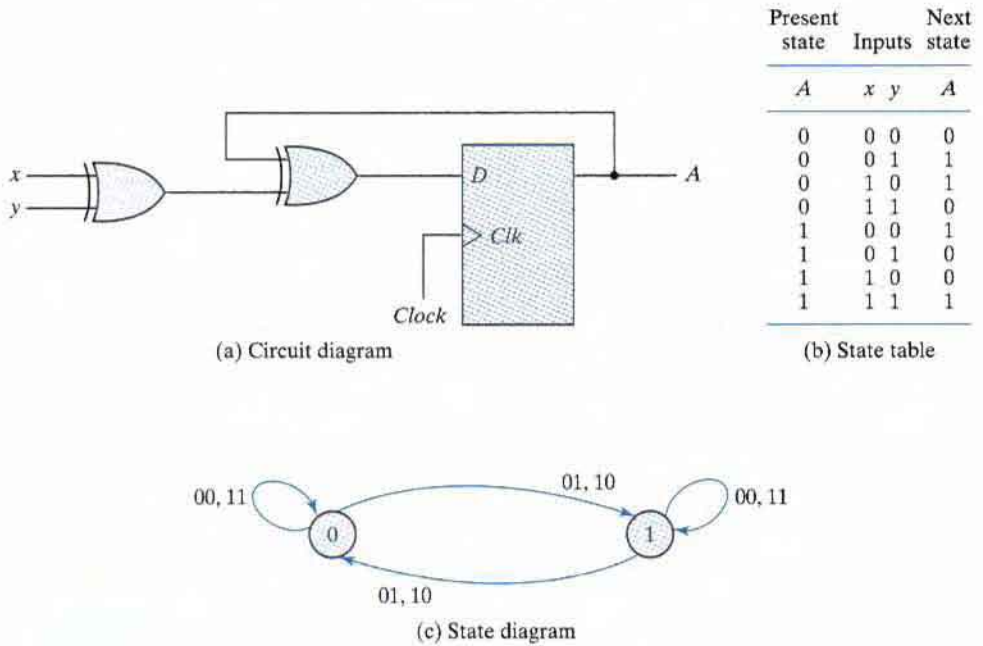 Present Next
state Inputs state
A x y A
0 0 0 0
0 0 1 1
0 1 0 1
0 1 1 0
1 0 0 1
1 0 1 0
1 1 0 0
1 1 1 1
x
y
D
A
Clk
Clock
(a) Circuit diagram
(b) State table
00, 11
01, 10
00, 11
0
1
01, 10
(c) State diagram